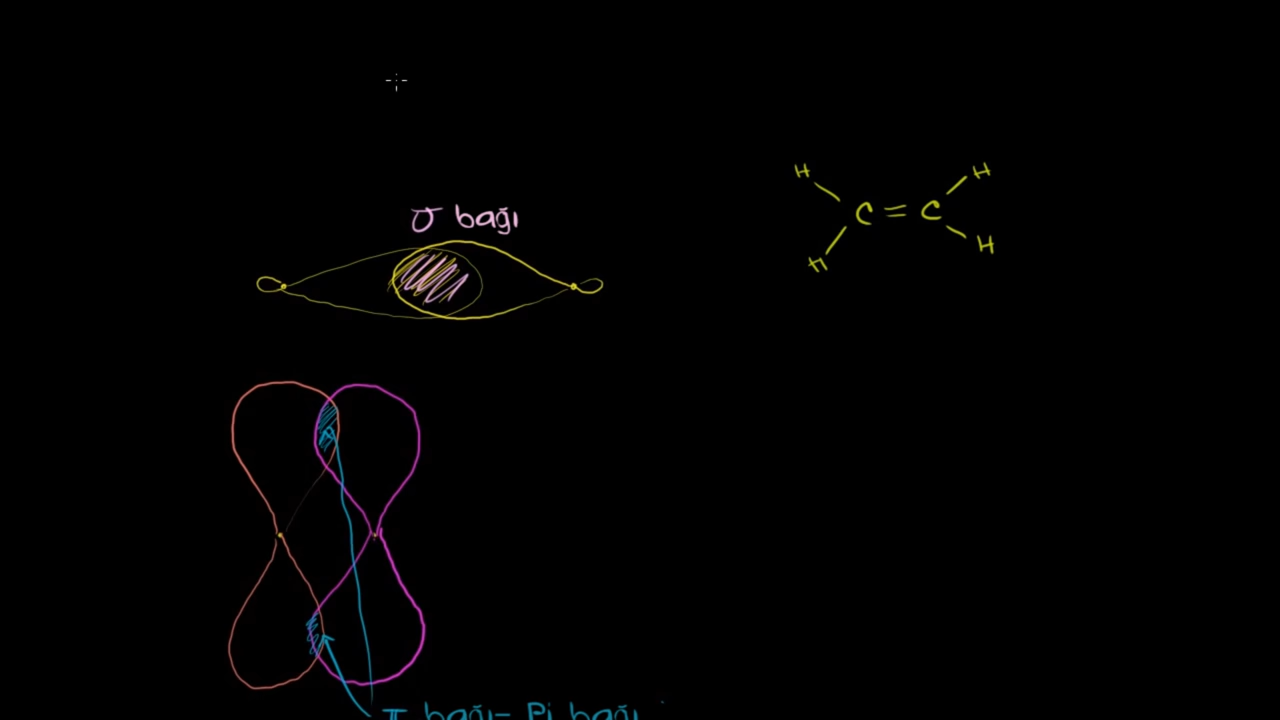 σ bağı
H H
C = C
H H
π bağı- Pi bağı